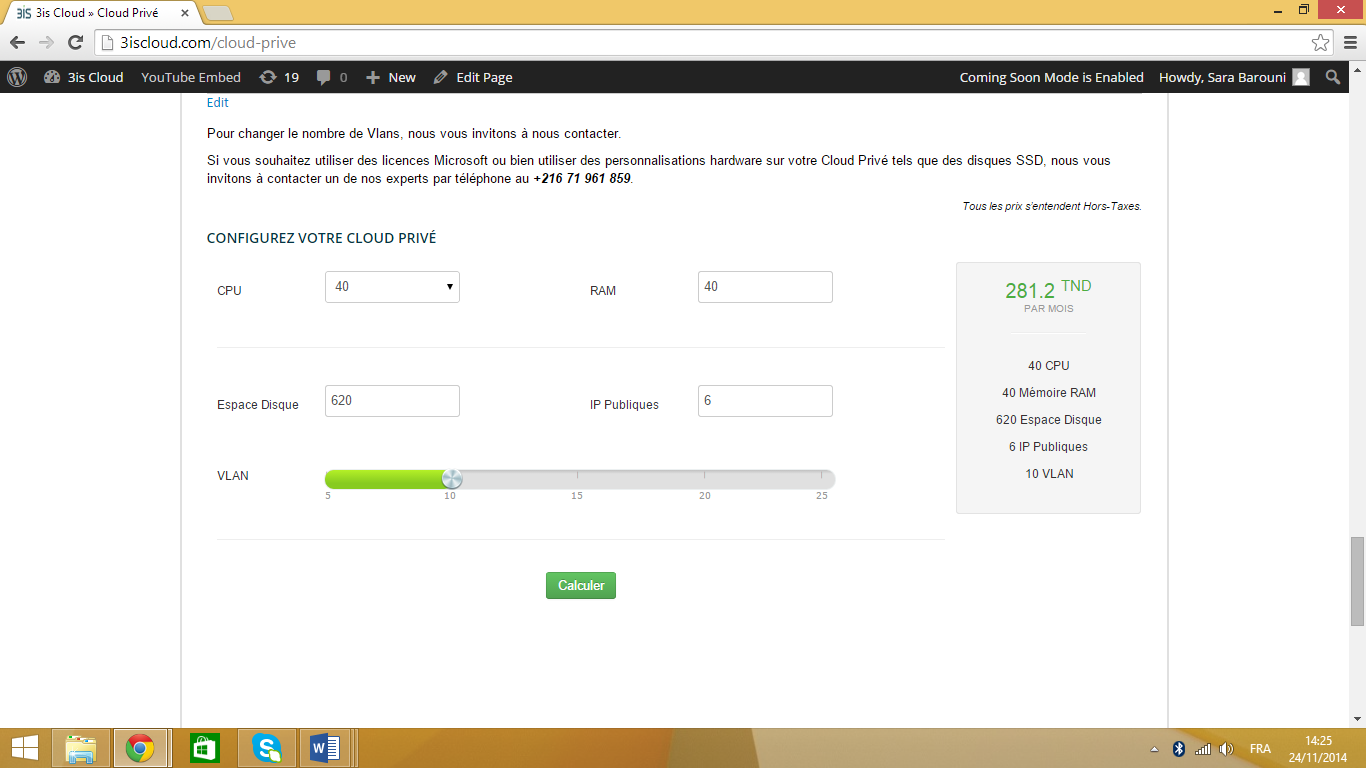 3is Cloud » Cloud Privé
3iscloud.com/cloud-prive
3is Cloud YouTube Embed 19 0 New Edit Page Coming Soon Mode is Enabled Howdy, Sara Barouni
Edit
Pour changer le nombre de Vlans, nous vous invitons à nous contacter.
Si vous souhaitez utiliser des licences Microsoft ou bien utiliser des personnalisations hardware sur votre Cloud Privé tels que des disques SSD, nous vous
invitons à contacter un de nos experts par téléphone au +216 71 961 859.
Tous les prix s'entendent Hors-Taxes.
CONFIGUREZ VOTRE CLOUD PRIVÉ
CPU 40 RAM 40
Espace Disque 620 IP Publiques 6
VLAN
5 10 15 20 25
Calculer
281.2 TND
PAR MOIS
40 CPU
40 Mémoire RAM
620 Espace Disque
6 IP Publiques
10 VLAN
FRA
14:25
24/11/2014